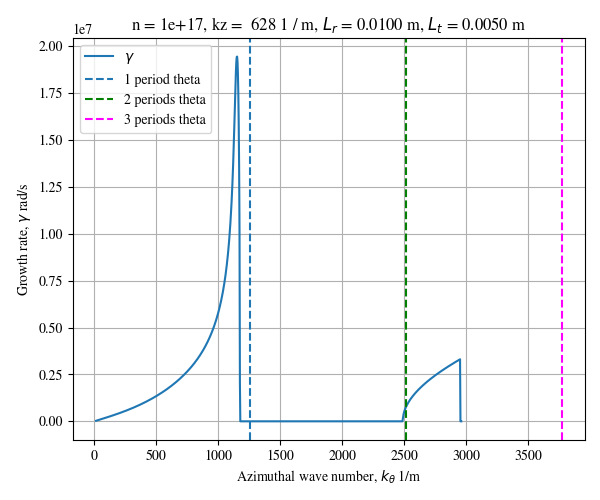 n = 1e+17, kz = 628 1 / m, L_r = 0.0100 m, L_t = 0.0050 m
1e7
γ
1 period theta
2 periods theta
3 periods theta
2.00
1.75
1.50
1.25
1.00
0.75
0.50
0.25
0.00
Growth rate, γ rad/s
0 500 1000 1500 2000 2500 3000 3500
Azimuthal wave number, k_θ 1/m